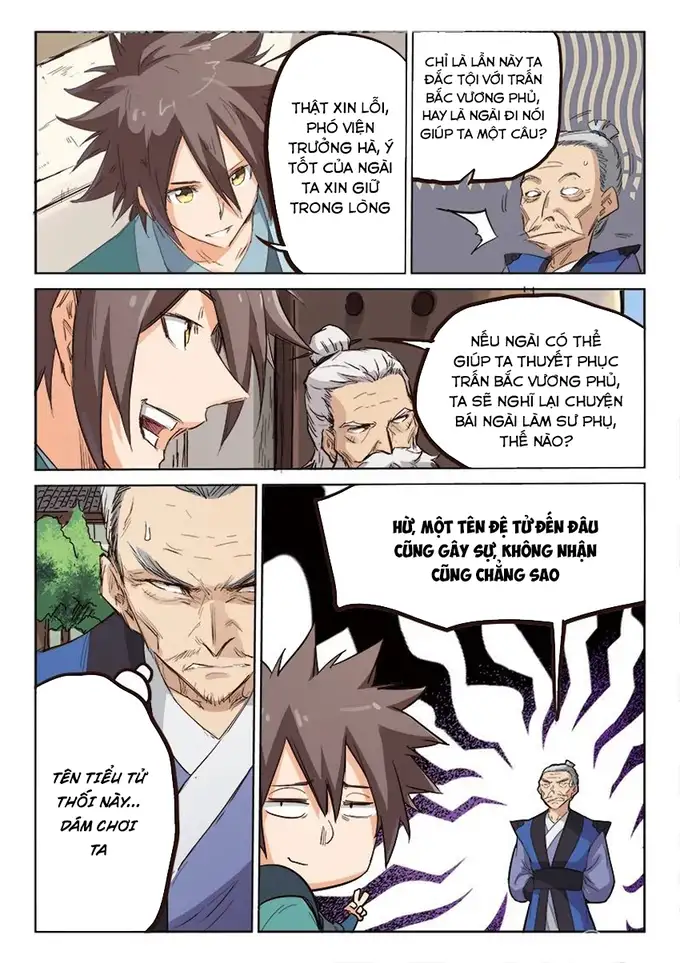 THẬT XIN LỖI,
PHÓ VIỆN
TRƯỞNG HÀ, Ý
TỐT CỦA NGÀI
TA XIN GIỮ
TRONG LÒNG
CHỈ LÀ LẦN NÀY TA
ĐẮC TỘI VỚI TRẤN
BẮC VƯƠNG PHỦ,
HAY LÀ NGÀI ĐI NÓI
GIÚP TA MỘT CÂU?
NẾU NGÀI CÓ THỂ
GIÚP TA THUYẾT PHỤC
TRẤN BẮC VƯƠNG PHỦ,
TA SẼ NGHĨ LẠI CHUYỆN
BÁI NGÀI LÀM SƯ PHỤ,
THẾ NÀO?
HỪ, MỘT TÊN ĐỆ TỬ ĐẾN ĐÂU
CŨNG GÂY SỰ, KHÔNG NHẬN
CŨNG CHẲNG SAO
TÊN TIỂU TỬ
THỐI NÀY...
DÁM CHƠI
TA